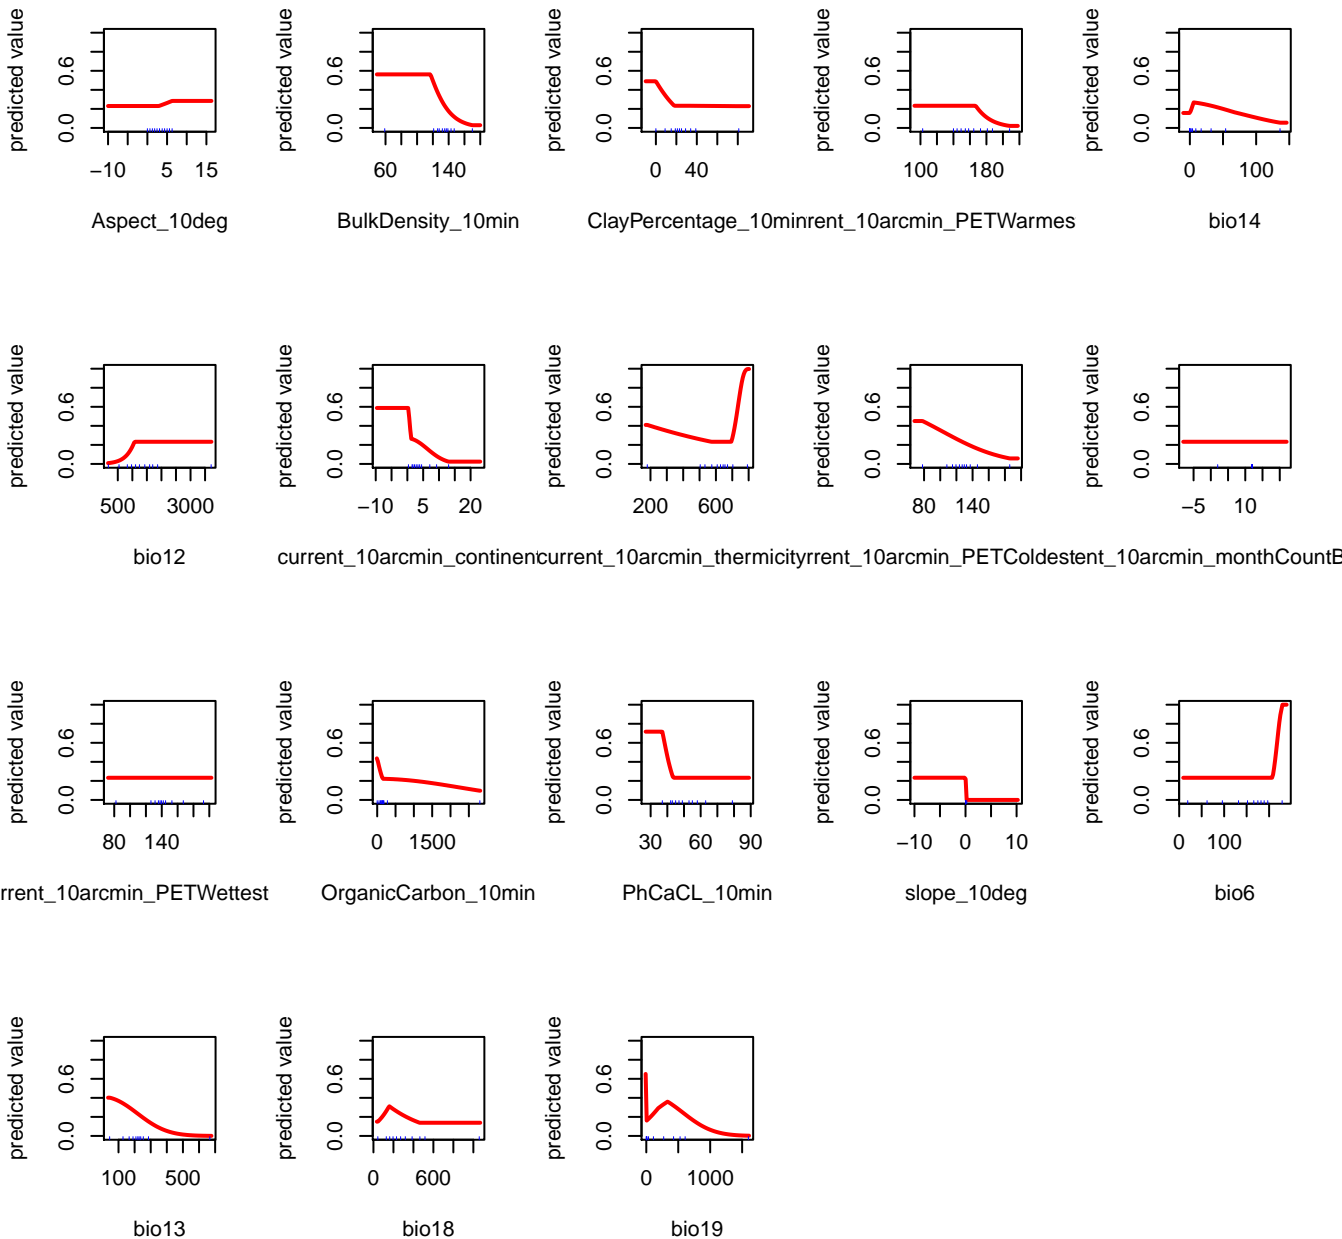 predicted value
0.0 0.6
−10 5 15
Aspect_10deg
predicted value
0.0 0.6
60 140
BulkDensity_10min
predicted value
0.0 0.6
0 40
ClayPercentage_10min
predicted value
0.0 0.6
100 180
rent_10arcmin_PETWarmes
predicted value
0.0 0.6
0 100
bio14
predicted value
0.0 0.6
500 3000
bio12
predicted value
0.0 0.6
−10 5 20
current_10arcmin_continen
predicted value
0.0 0.6
200 600
current_10arcmin_thermicity
predicted value
0.0 0.6
80 140
rrent_10arcmin_PETColdest
predicted value
0.0 0.6
−5 10
ent_10arcmin_monthCountB
predicted value
0.0 0.6
80 140
rrent_10arcmin_PETWettest
predicted value
0.0 0.6
0 1500
OrganicCarbon_10min
predicted value
0.0 0.6
30 60 90
PhCaCL_10min
predicted value
0.0 0.6
−10 0 10
slope_10deg
predicted value
0.0 0.6
0 100
bio6
predicted value
0.0 0.6
100 500
bio13
predicted value
0.0 0.6
0 600
bio18
predicted value
0.0 0.6
0 1000
bio19